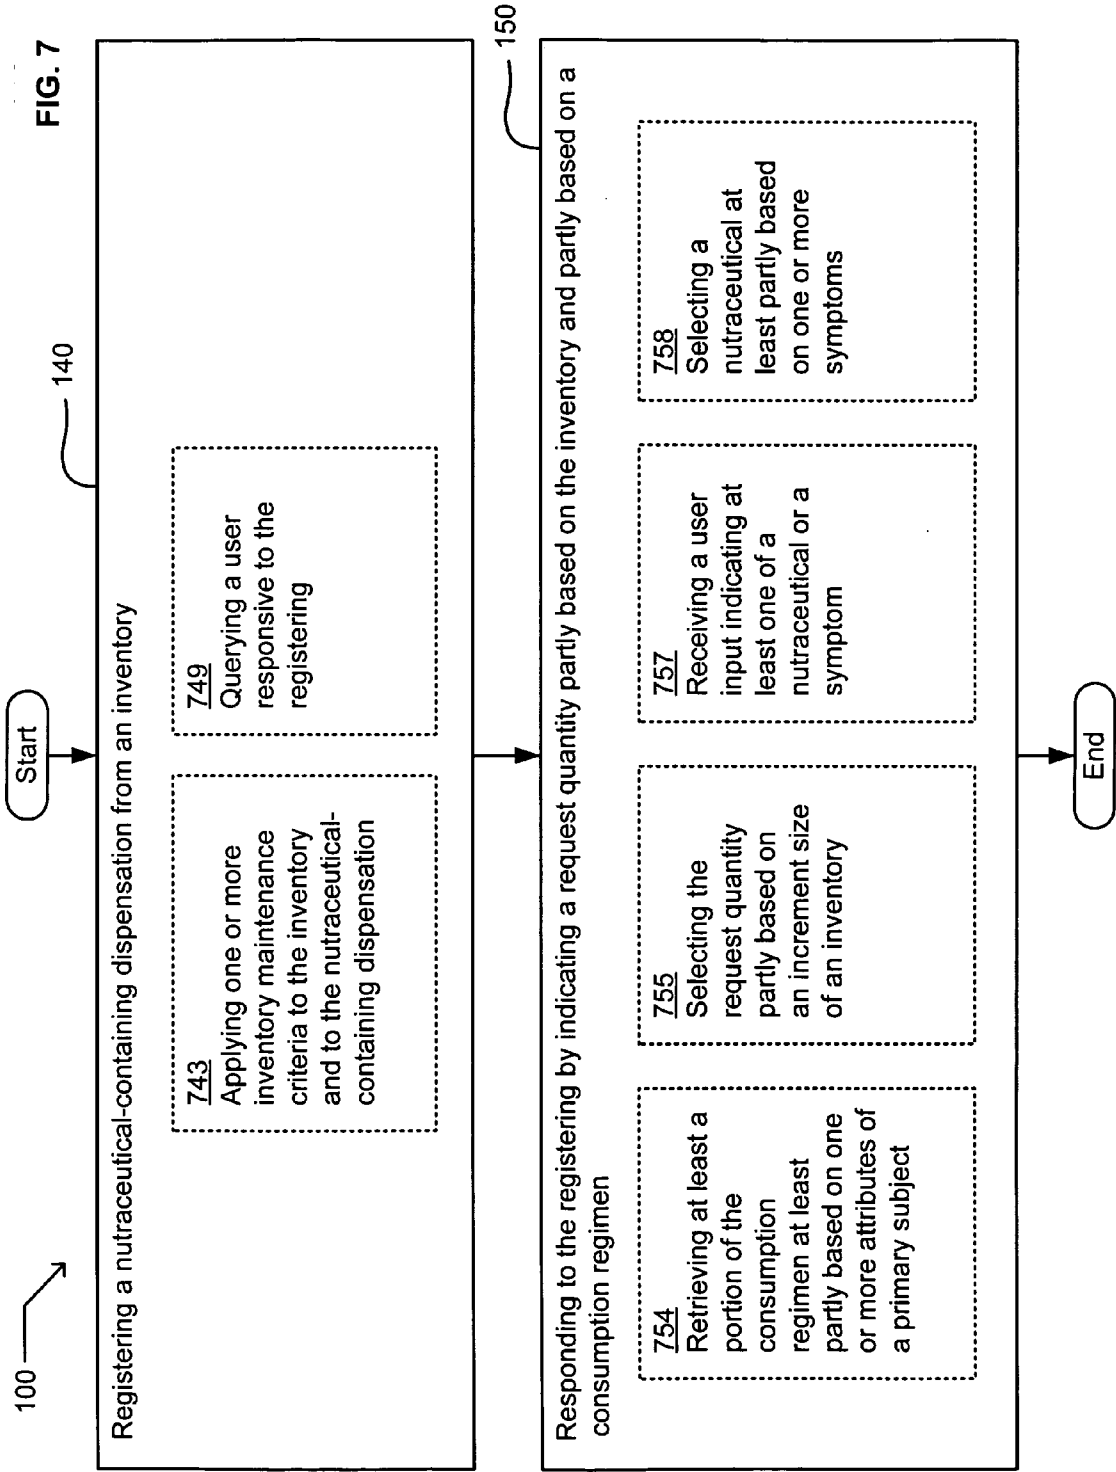 FIG. 7
100
Start
140
Registering a nutraceutical-containing dispensation from an inventory
743
Applying one or more
inventory maintenance
criteria to the inventory
and to the nutraceutical-
containing dispensation
749
Querying a user
responsive to the
registering
150
Responding to the registering by indicating a request quantity partly based on the inventory and partly based on a
consumption regimen
754
Retrieving at least a
portion of the
consumption
regimen at least
partly based on one
or more attributes of
a primary subject
755
Selecting the
request quantity
partly based on
an increment size
of an inventory
757
Receiving a user
input indicating at
least one of a
nutraceutical or a
symptom
758
Selecting a
nutraceutical at
least partly based
on one or more
symptoms
End